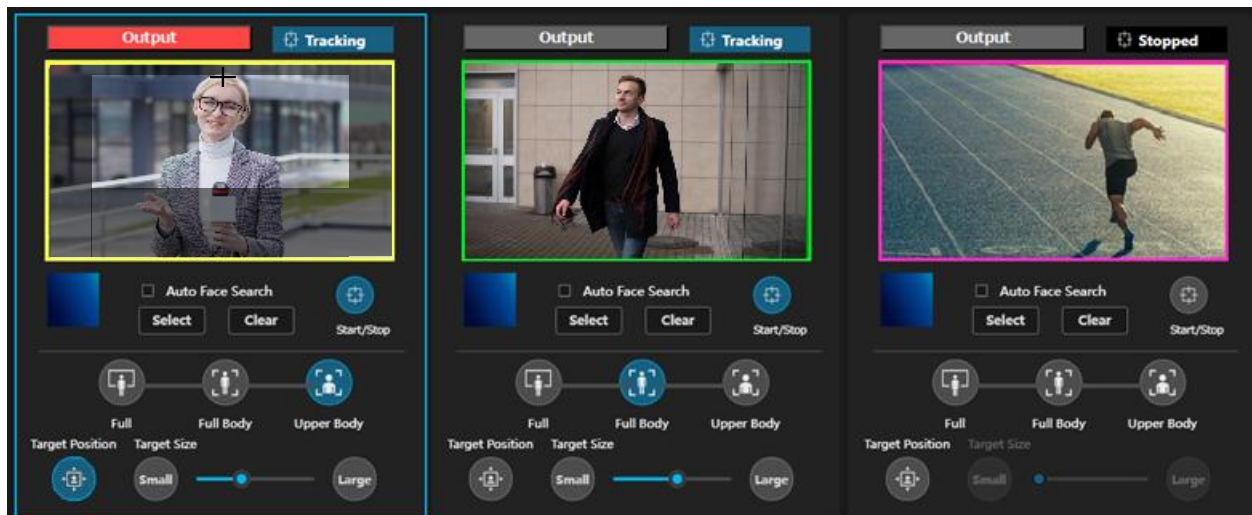 Output Tracking
Auto Face Search
Select Clear
Start/Stop
Full Full Body Upper Body
Target Position Target Size
Small Large
Output Tracking
Auto Face Search
Select Clear
Start/Stop
Full Full Body Upper Body
Target Position Target Size
Small Large
Output Stopped
Auto Face Search
Select Clear
Start/Stop
Full Full Body Upper Body
Target Position Target Size
Small Large